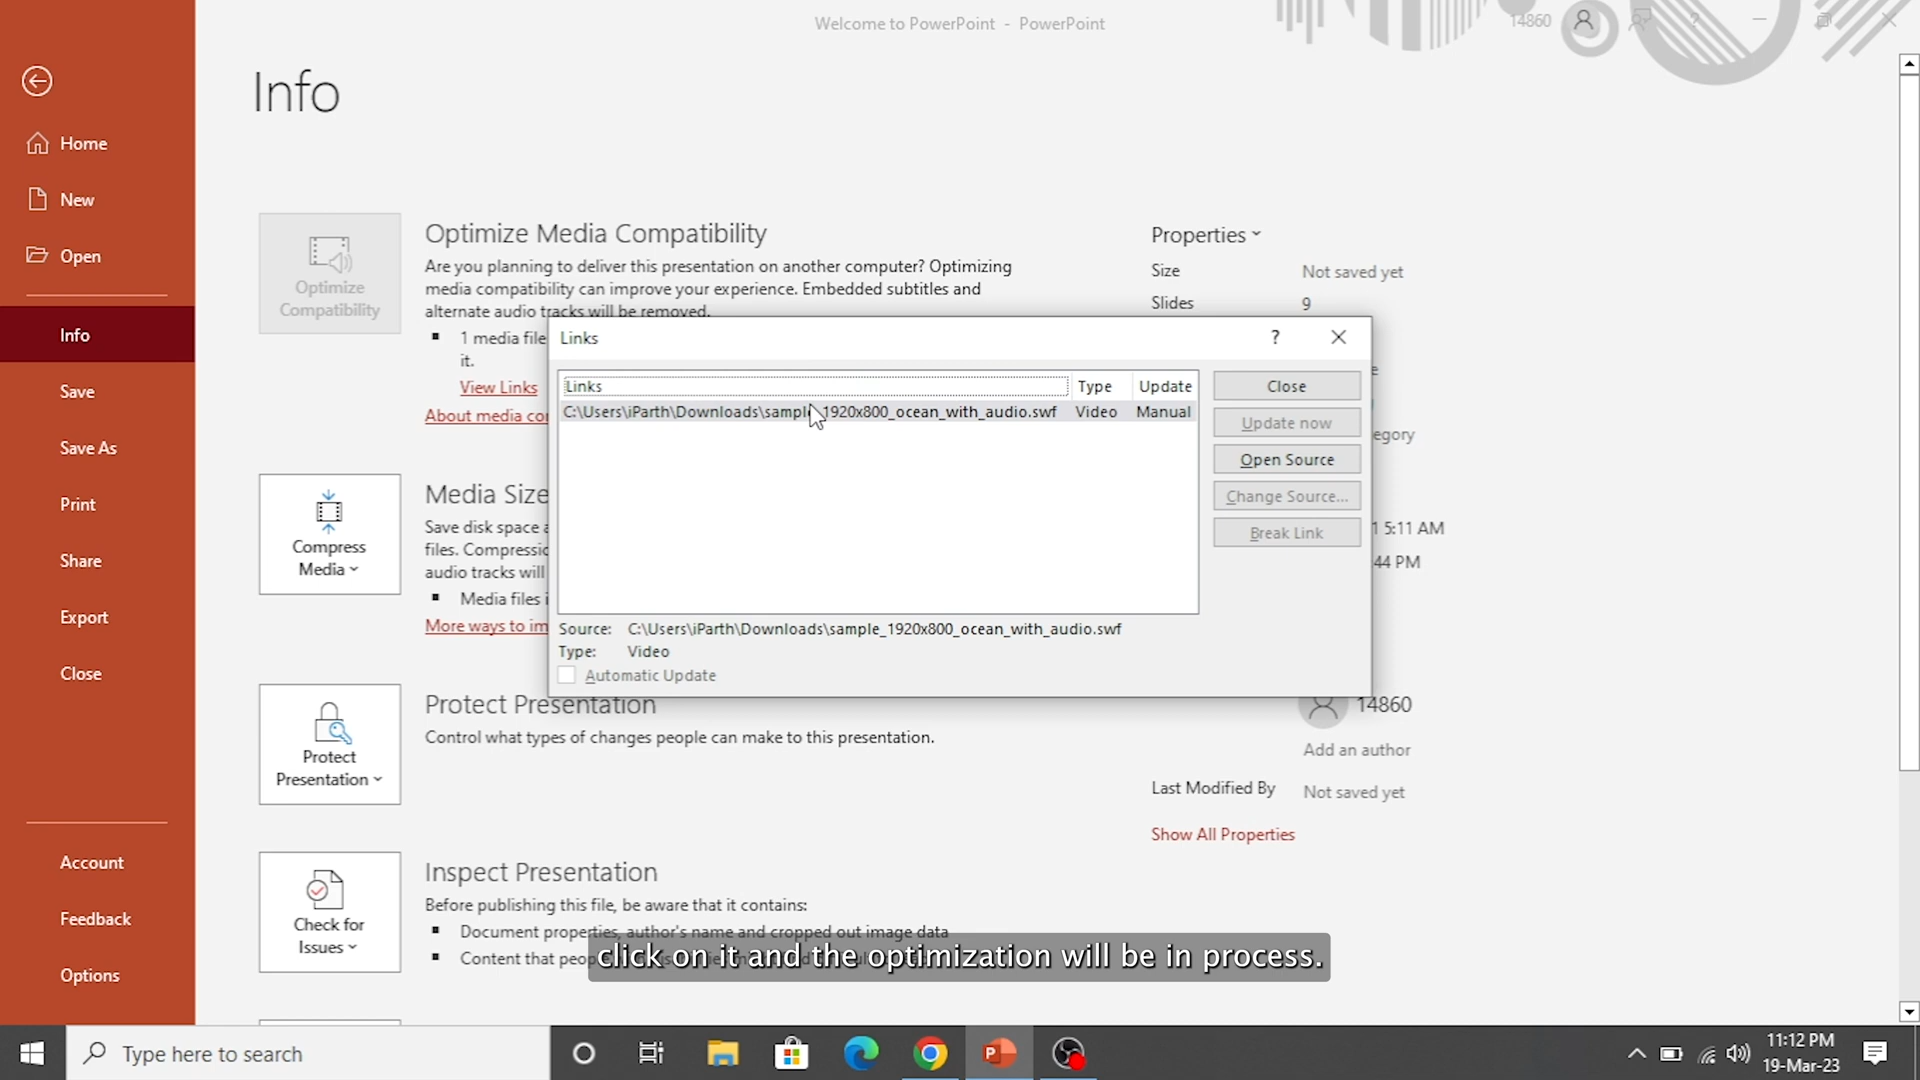 Welcome to PowerPoint - PowerPoint
14860
Info
Home
New
Open
Info
Save
Save As
Print
Share
Export
Close
Account
Feedback
Options
Optimize Compatibility
Optimize Media Compatibility
Are you planning to deliver this presentation on another computer? Optimizing
media compatibility can improve your experience. Embedded subtitles and
alternate audio tracks will be removed.
1 media file
it.
View Links
About media
Properties
Size Not saved yet
Slides 9
5:11 AM
44 PM
Links
?
Links Type Update
C:\Users\iParth\Downloads\sample_1920x800_ocean_with_audio.swf Video Manual
Close
Update now
Open Source
Change Source...
Break Link
Source: C:\Users\iParth\Downloads\sample_1920x800_ocean_with_audio.swf
Type: Video
Automatic Update
Compress
Media
Media Size
Save disk space
files.
audio tracks will
Media files
More ways to
Protect
Presentation
Protect Presentation
Control what types of changes people can make to this presentation.
14860
Add an author
Last Modified By Not saved yet
Show All Properties
Check for
Issues
Inspect Presentation
Before publishing this file, be aware that it contains:
Document properties, author's name and cropped out image data
Content that
click on it and the optimization will be in process.
Type here to search
11:12 PM
19-Mar-23